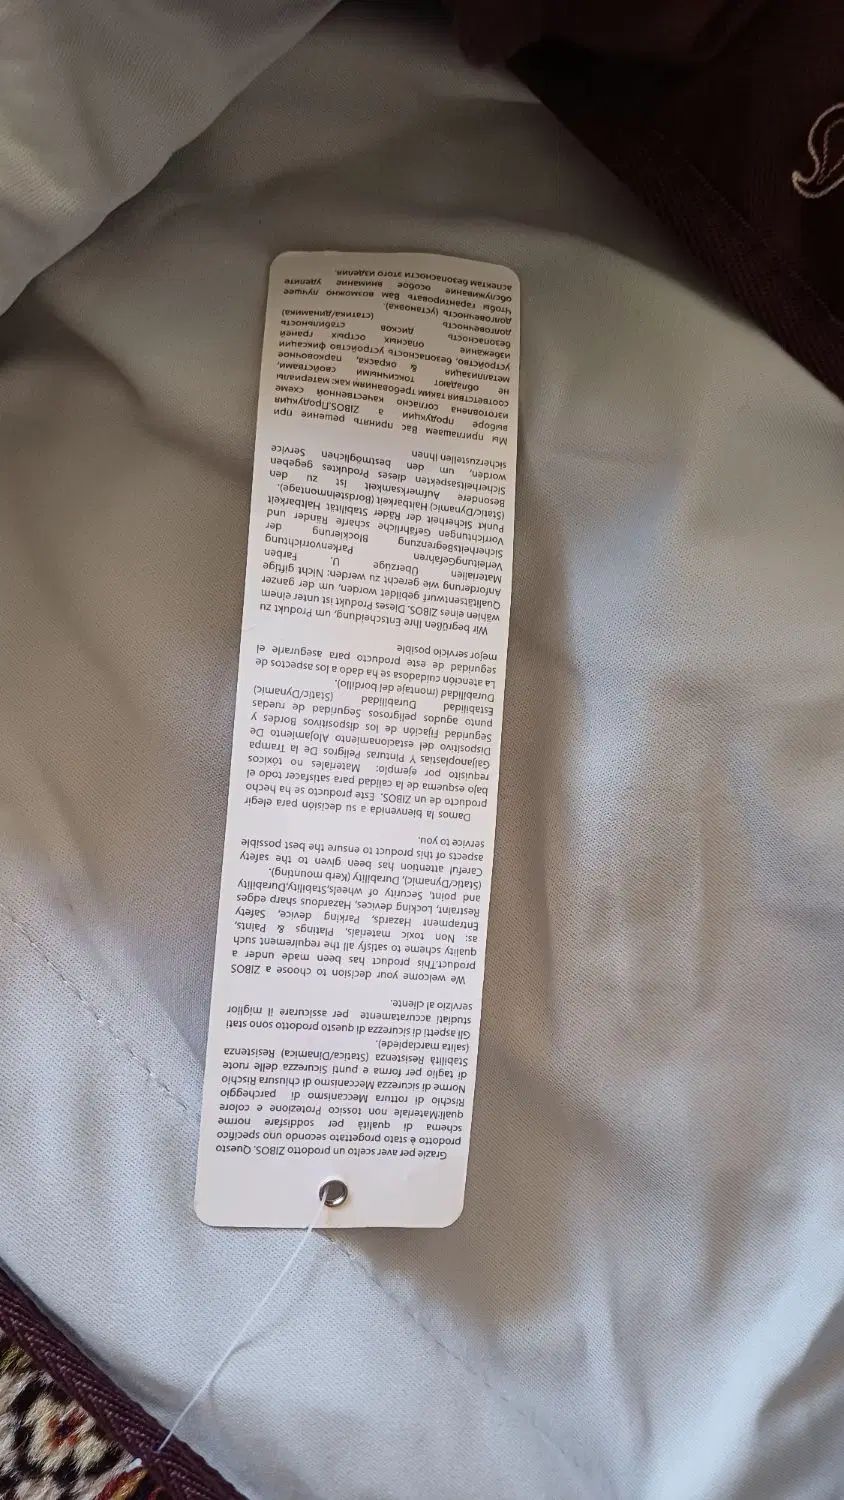 Grazie per aver scelto un prodotto ZIBOS. Questo
prodotto è stato progettato secondo uno specifico
schema di qualità per soddisfare norme
quali:Materiale non tossico Protezione e colore
Rischio di rottura Meccanismo di parcheggio
Norme di sicurezza Meccanismo di chiusura Rischio
di taglio per forma e punti Sicurezza delle ruote
Stabilità Resistenza (Statica/Dinamica) Resistenza
(salita marciapiede).
Gli aspetti di sicurezza di questo prodotto sono stati
studiati accuratamente per assicurare il miglior
servizio al cliente.
We welcome your decision to choose a ZIBOS
product.This product has been made under a
quality scheme to satisfy all the requirement such
as: Non toxic materials, Platings & Paints,
Entrapment Hazards, Parking device, Safety
Restraint, Locking devices, Hazardous sharp edges
and point, Security of wheels,Stability,Durability
(Static/Dynamic), Durability (Kerb mounting).
Careful attention has been given to the safety
aspects of this product to ensure the best possible
service to you.
Damos la bienvenida a su decisión para elegir
producto de un ZIBOS. Este producto se ha hecho
bajo esquema de la calidad para satisfacer todo el
requisito por ejemplo: Materiales no tóxicos
Galjanoplastias Y Pinturas Peligros De la Trampa
Dispositivo del estacionamiento Alojamiento De
Seguridad Fijación de los dispositivos Bordes y
punto agudos peligrosos Seguridad de ruedas
Estabilidad Durabilidad (Static/Dynamic)
Durabilidad (montaje del bordillo).
La atención cuidadosa se ha dado a los aspectos de
seguridad de este producto para asegurarle el
mejor servicio posible
Wir begrüßen Ihre Entscheidung, um Produkt zu
wählen eines ZIBOS. Dieses Produkt ist unter einem
Qualitätsentwurf gebildet worden, um der ganzer
Anforderung wie gerecht zu werden: Nicht giftige
Materialien Überzüge U. Farben
VerleitungGefahren Parkenvorrichtung
SicherheitsBegrenzung Blockierung der
Vorrichtungen Gefährliche scharfe Ränder und
Punkt Sicherheit der Räder Stabilität Haltbarkeit
(Static/Dynamic) Haltbarkeit (Bordsteinmontage).
Besondere Aufmerksamkeit ist zu den
Sicherheitsaspekten dieses Produktes gegeben
worden, um den bestmöglichen Service
sicherzustellen Ihnen
Мы приглашаем Вас принять решение при
выборе продукции а ZIBOS.Продукция
изготовлена согласно качественной схеме
соответствия таким требованиям как: материалы
не обладают токсичными свойствами,
металлизация & окраска, парковочное
устройство, безопасность устройство фиксации
избежание опасных острых граней
безопасность дисков стабильность
долговечность (статика/динамика)
долговечность (установка).
Чтобы гарантировать Вам возможно лучшее
обслуживание особое внимание уделите
аспектам безопасности этого изделия.